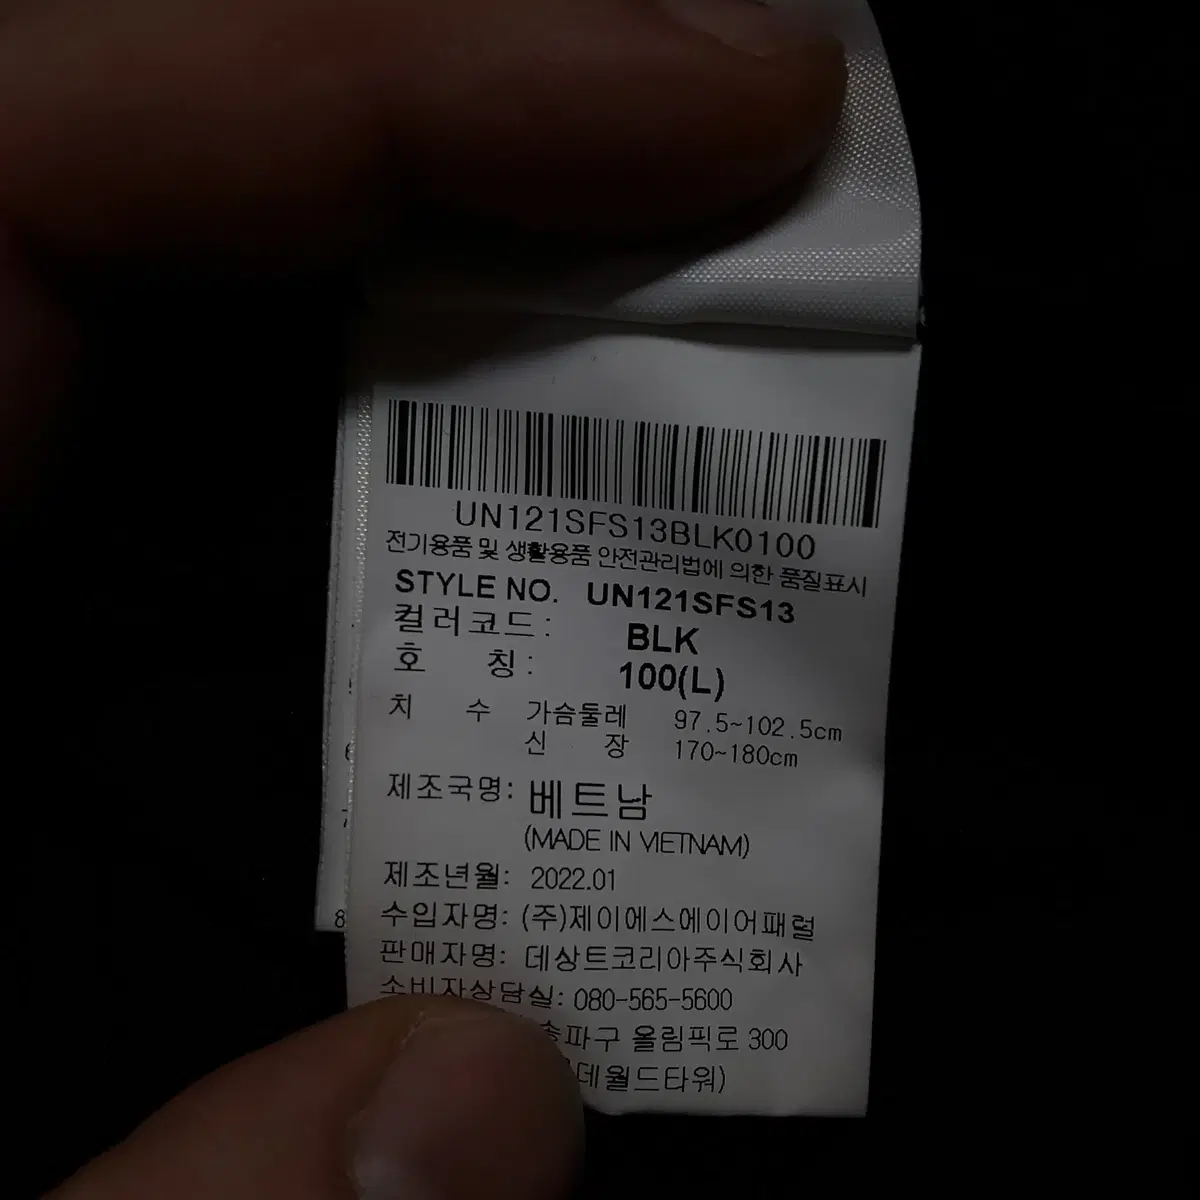 UN121SFS13BLK0100
전기용품 및 생활용품 안전관리법에 의한 품질표시
STYLE NO. UN121SFS13
컬러코드: BLK
호 칭: 100(L)
치 수 가슴둘레 97.5~102.5cm
신 장 170~180cm
제조국명: 베트남
(MADE IN VIETNAM)
제조년월: 2022.01
수입자명: (주)제이에스에이어패럴
판매자명: 데상트코리아주식회사
소비자상담실: 080-565-5600
송파구 올림픽로 300
데월드타워)
8